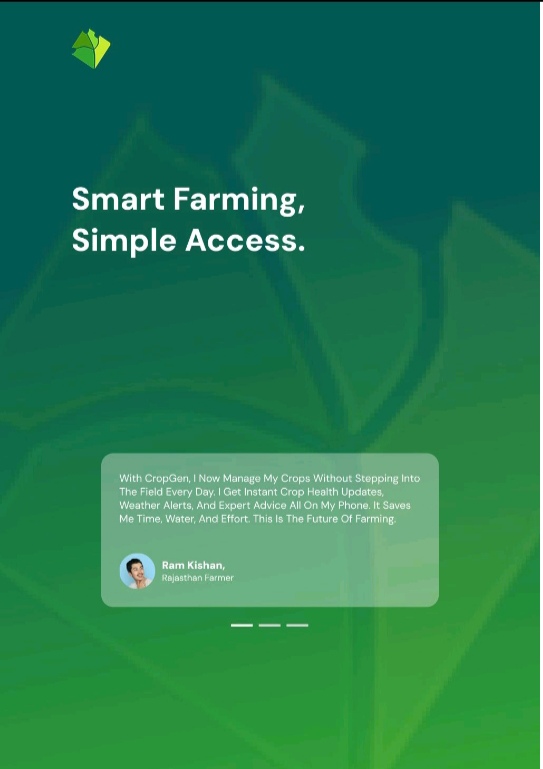 Smart Farming,
Simple Access.
With CropGen, I Now Manage My Crops Without Stepping Into
The Field Every Day. I Get Instant Crop Health Updates,
Weather Alerts, And Expert Advice All On My Phone. It Saves
Me Time, Water, And Effort. This Is The Future Of Farming.
Ram Kishan,
Rajasthan Farmer